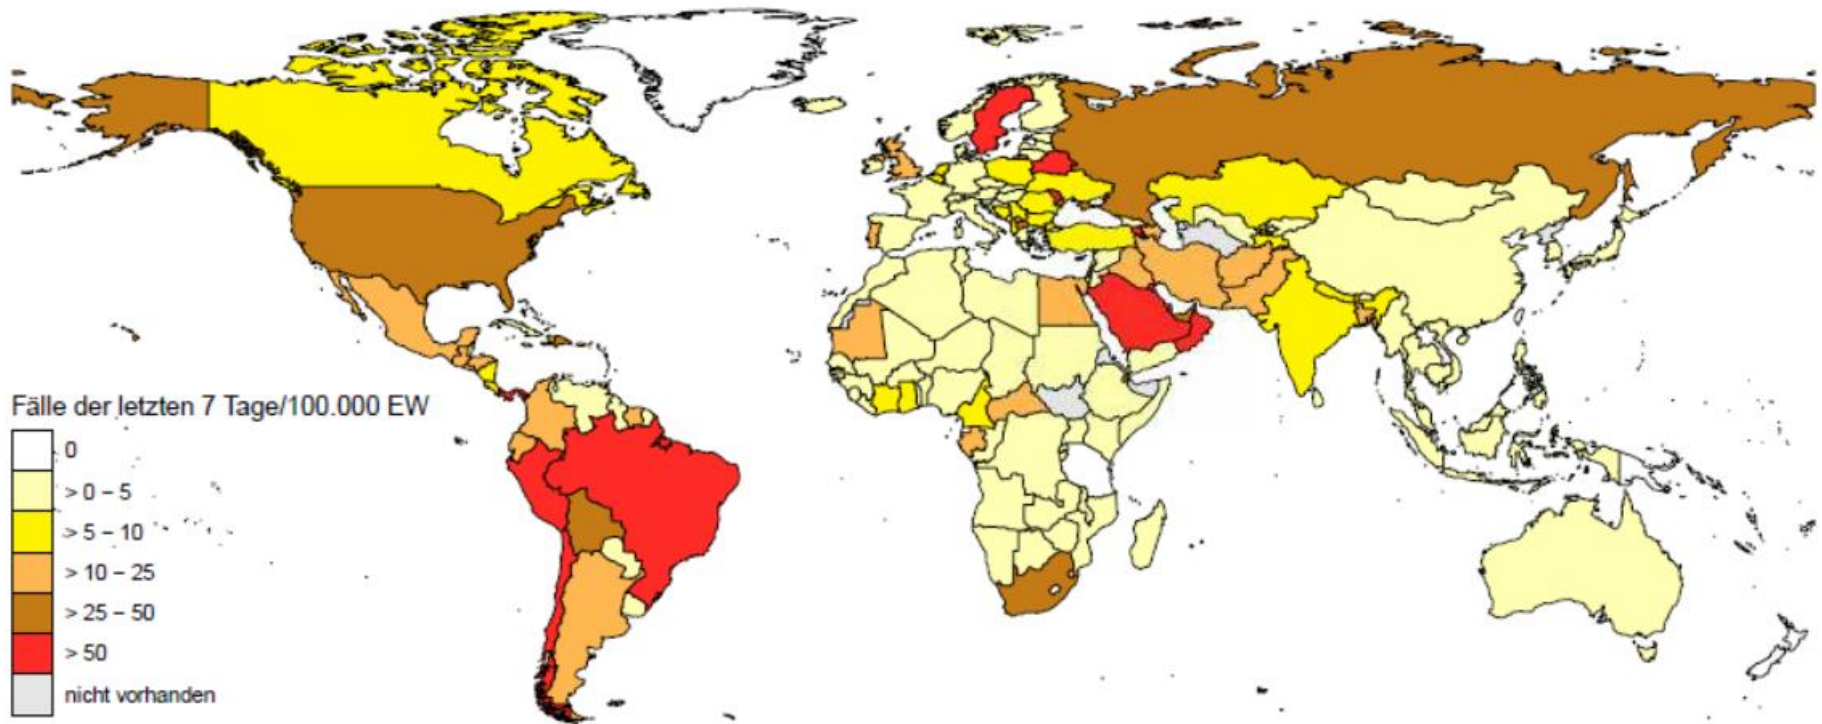 Fälle der letzten 7 Tage/100.000 EW
0
> 0 – 5
> 5 – 10
> 10 – 25
> 25 – 50
> 50
nicht vorhanden